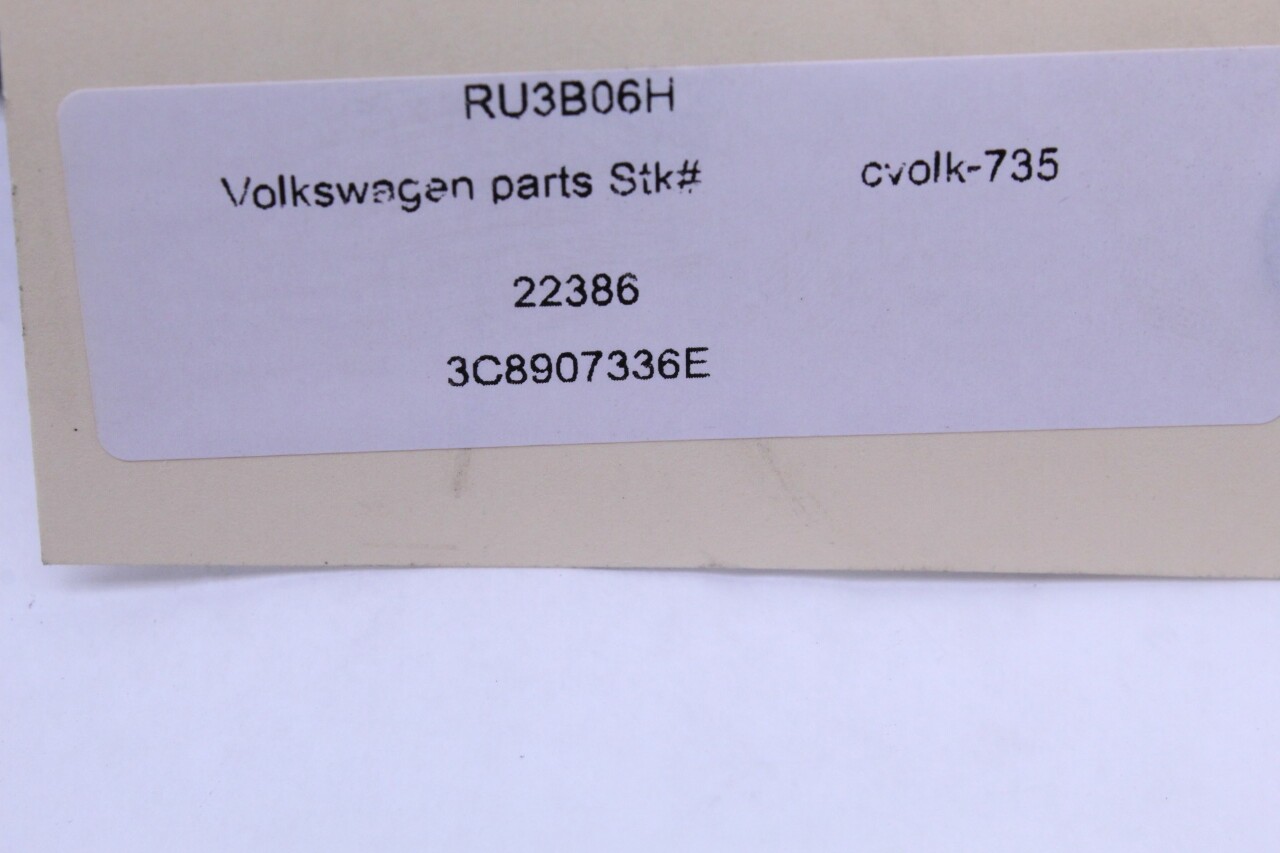 RU3B06H
Volkswagen parts Stk# cvolk-735
22386
3C8907336E